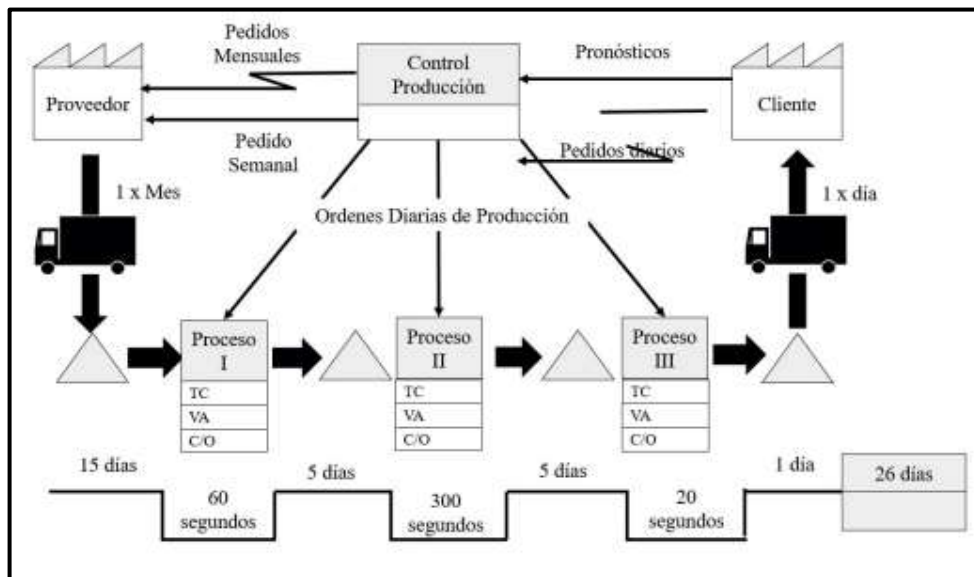 Pedidos
Mensuales
Control
Producción
Pronósticos
Proveedor
Cliente
Pedido
Semanal
Pedidos diarios
1 x Mes
1 x día
Ordenes Diarias de Producción
Proceso
I
TC
VA
C/O
Proceso
II
TC
VA
C/O
Proceso
III
TC
VA
C/O
15 días
60
segundos
5 días
300
segundos
5 días
20
segundos
1 día
26 días